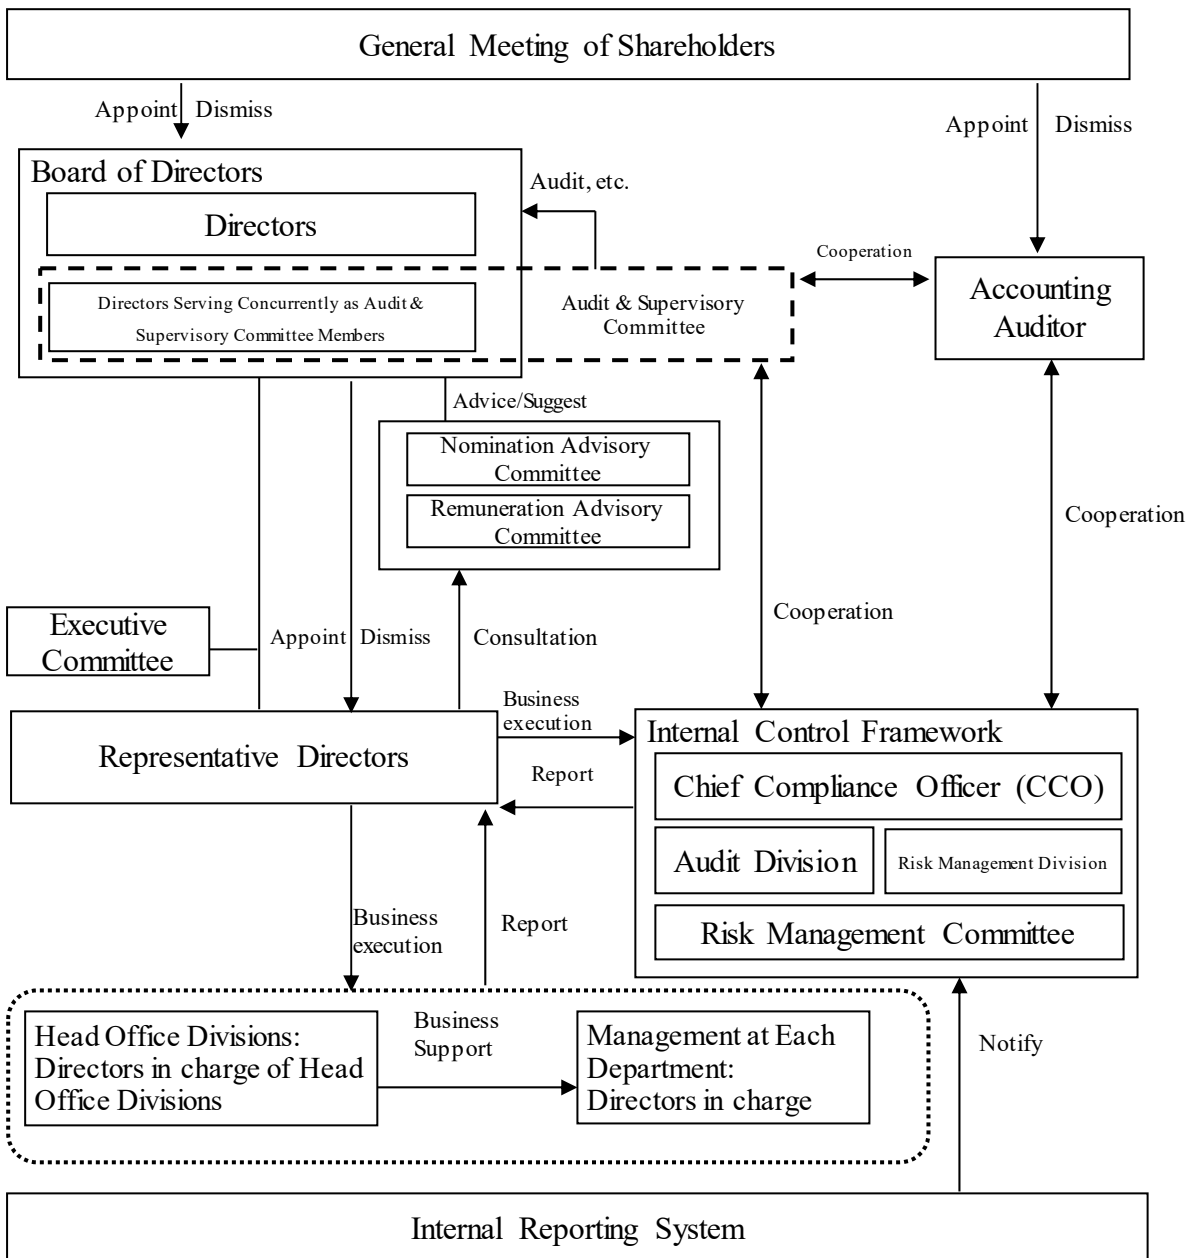 General Meeting of Shareholders
Appoint Dismiss
Appoint Dismiss
Board of Directors
Directors
Audit, etc.
Directors Serving Concurrently as Audit &
Supervisory Committee Members
Audit & Supervisory
Committee
Cooperation
Accounting
Auditor
Advice/Suggest
Nomination Advisory
Committee
Remuneration Advisory
Committee
Cooperation
Cooperation
Executive
Committee
Appoint Dismiss
Consultation
Representative Directors
Business
execution
Report
Internal Control Framework
Chief Compliance Officer (CCO)
Audit Division
Risk Management Division
Risk Management Committee
Business
execution
Report
Head Office Divisions:
Directors in charge of Head
Office Divisions
Business
Support
Management at Each
Department:
Directors in charge
Notify
Internal Reporting System